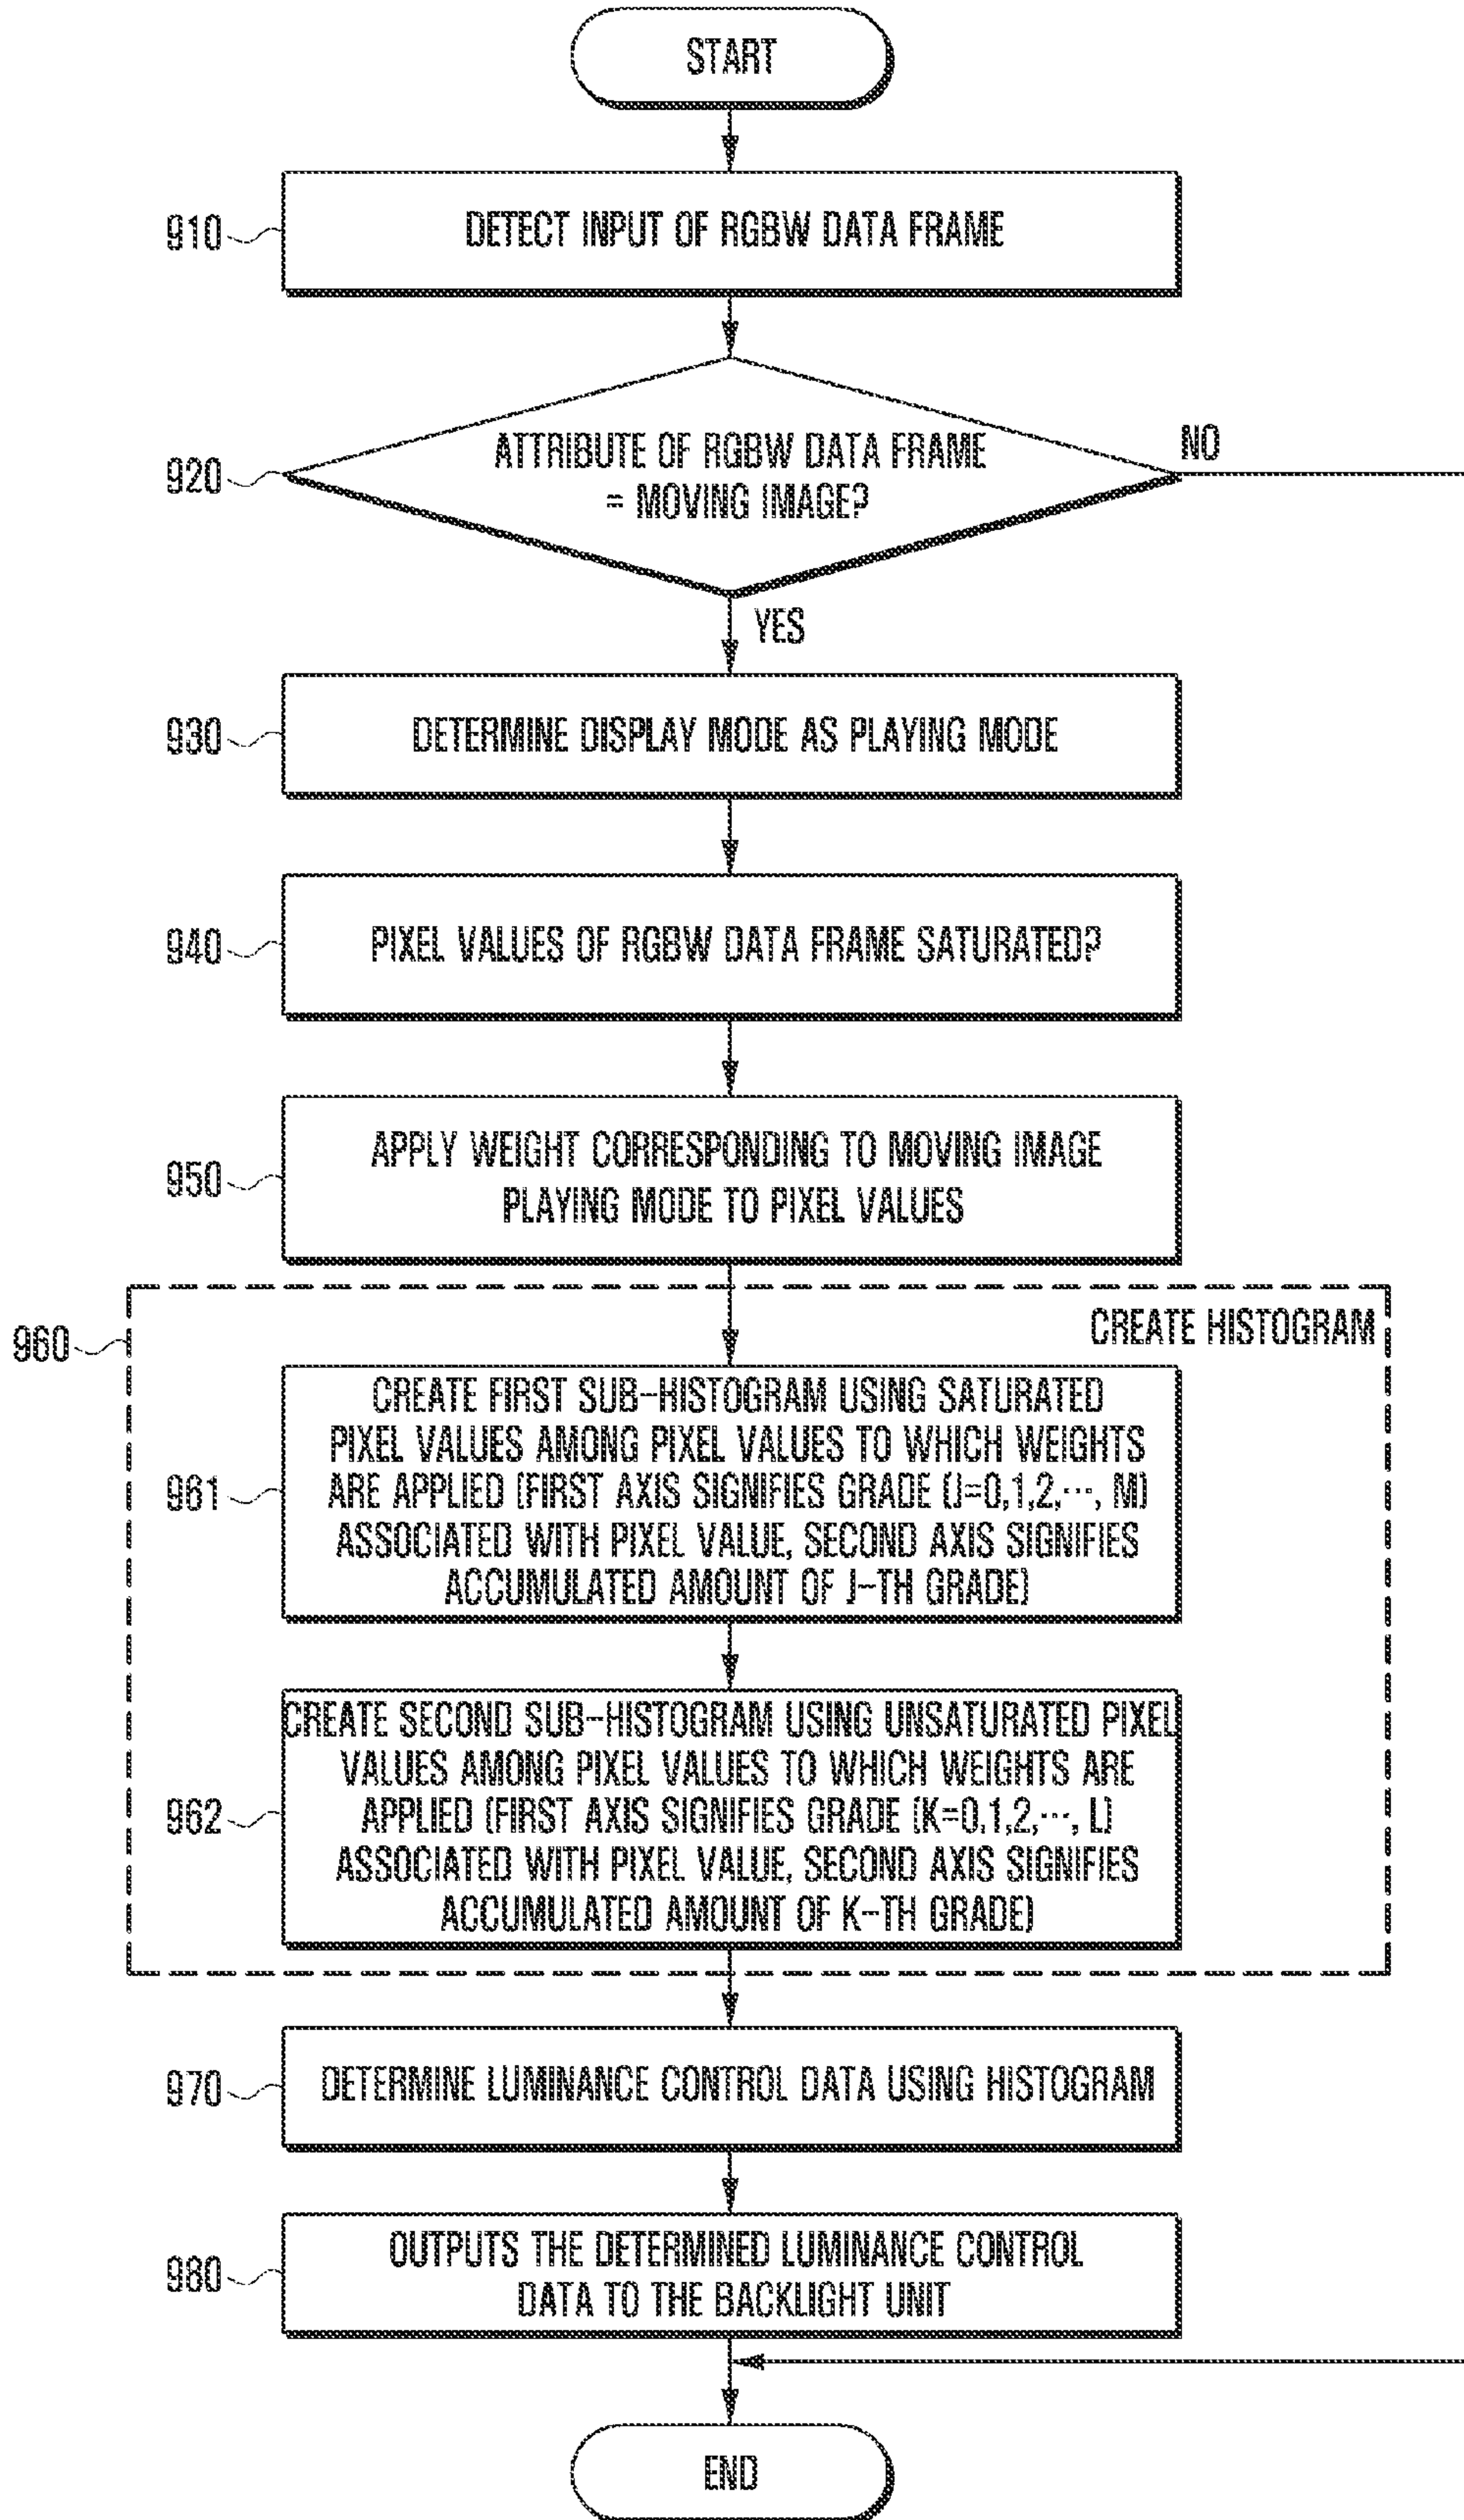 START
910
DETECT INPUT OF RGBW DATA FRAME
920
ATTRIBUTE OF RGBW DATA FRAME
= MOVING IMAGE?
NO
YES
930
DETERMINE DISPLAY MODE AS PLAYING MODE
940
PIXEL VALUES OF RGBW DATA FRAME SATURATED?
950
APPLY WEIGHT CORRESPONDING TO MOVING IMAGE
PLAYING MODE TO PIXEL VALUES
960
CREATE HISTOGRAM
961
CREATE FIRST SUB-HISTOGRAM USING SATURATED
PIXEL VALUES AMONG PIXEL VALUES TO WHICH WEIGHTS
ARE APPLIED (FIRST AXIS SIGNIFIES GRADE (J=0,1,2,···, M)
ASSOCIATED WITH PIXEL VALUE, SECOND AXIS SIGNIFIES
ACCUMULATED AMOUNT OF J-TH GRADE)
962
CREATE SECOND SUB-HISTOGRAM USING UNSATURATED PIXEL
VALUES AMONG PIXEL VALUES TO WHICH WEIGHTS ARE
APPLIED (FIRST AXIS SIGNIFIES GRADE (K=0,1,2,···, L)
ASSOCIATED WITH PIXEL VALUE, SECOND AXIS SIGNIFIES
ACCUMULATED AMOUNT OF K-TH GRADE)
970
DETERMINE LUMINANCE CONTROL DATA USING HISTOGRAM
980
OUTPUTS THE DETERMINED LUMINANCE CONTROL
DATA TO THE BACKLIGHT UNIT
END